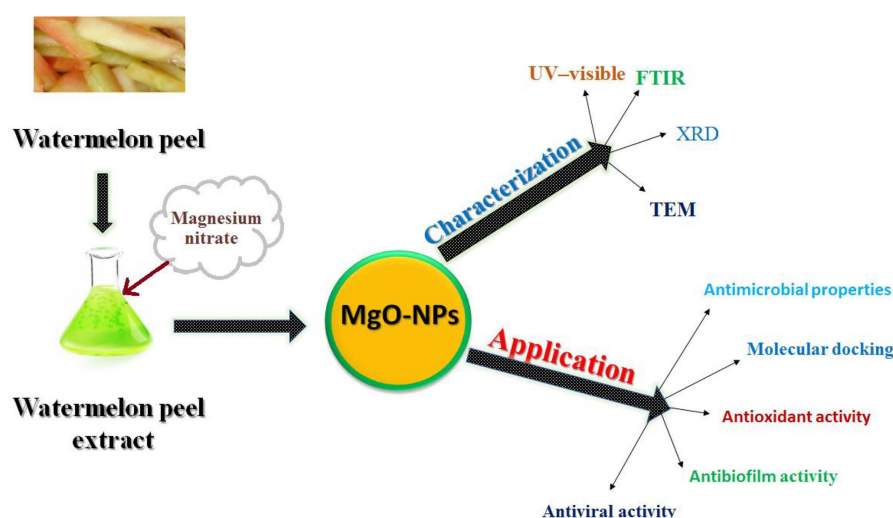 Watermelon peel
Magnesium
nitrate
Watermelon peel
extract
MgO-NPs
Characterization
UV–visible
FTIR
XRD
TEM
Application
Antimicrobial properties
Molecular docking
Antioxidant activity
Antibiofilm activity
Antiviral activity